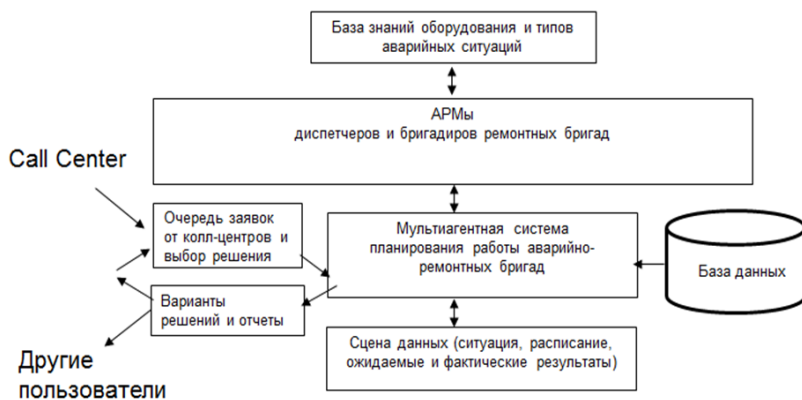 База знаний оборудования и типов
аварийных ситуаций
АРМы
диспетчеров и бригадиров ремонтных бригад
Call Center
Очередь заявок
от колл-центров и
выбор решения
Мультиагентная система
планирования работы аварийно-
ремонтных бригад
База данных
Варианты
решений и отчеты
Сцена данных (ситуация, расписание,
ожидаемые и фактические результаты)
Другие
пользователи